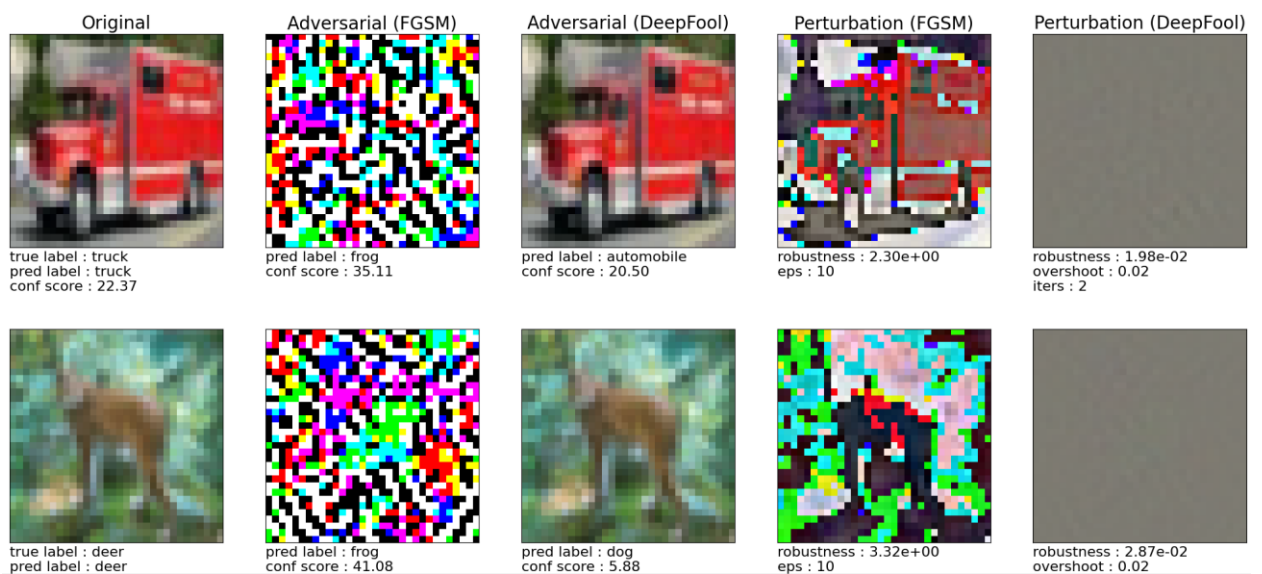 Original
Adversarial (FGSM)
Adversarial (DeepFool)
Perturbation (FGSM)
Perturbation (DeepFool)
true label : truck
pred label : truck
conf score : 22.37
pred label : frog
conf score : 35.11
pred label : automobile
conf score : 20.50
robustness : 2.30e+00
eps : 10
robustness : 1.98e-02
overshoot : 0.02
iters : 2
true label : deer
pred label : deer
pred label : frog
conf score : 41.08
pred label : dog
conf score : 5.88
robustness : 3.32e+00
eps : 10
robustness : 2.87e-02
overshoot : 0.02